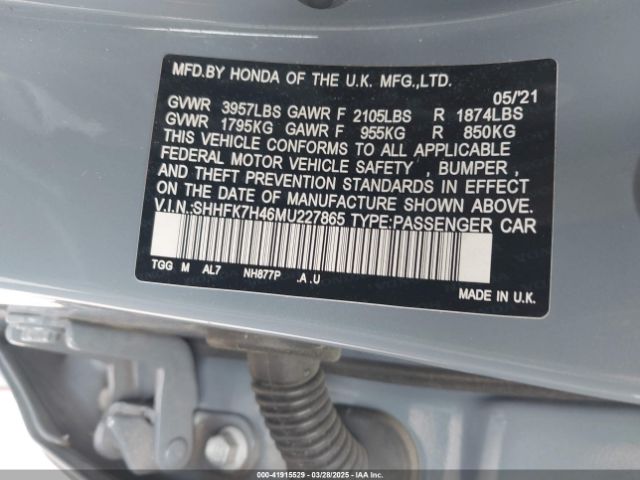 MFD.BY HONDA OF THE U.K. MFG.,LTD.
05/'21
GVWR 3957LBS GAWR F 2105LBS R 1874LBS
GVWR 1795KG GAWR F 955KG R 850KG
THIS VEHICLE CONFORMS TO ALL APPLICABLE
FEDERAL MOTOR VEHICLE SAFETY , BUMPER ,
AND THEFT PREVENTION STANDARDS IN EFFECT
ON THE DATE OF MANUFACTURE SHOWN ABOVE.
V.I.N.:SHHFK7H46MU227865 TYPE:PASSENGER CAR
TGG M AL7 NH877P .A .U
MADE IN U.K.
000-41915529 - 03/28/2025 - IAAI.COM